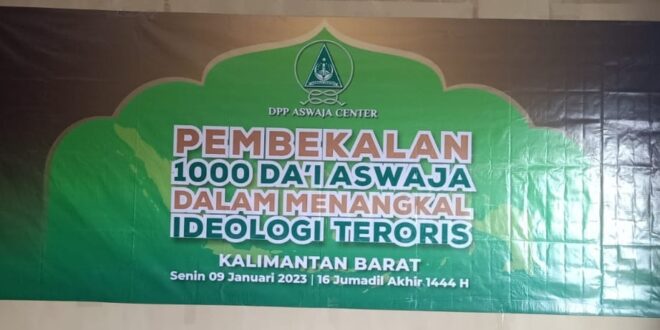 DPP ASWAJA CENTER
PEMBEKALAN
1000 DA'I ASWAJA
DALAM MENANGKAL
IDEOLOGI TERORIS
KALIMANTAN BARAT
Senin 09 Januari 2023 | 16 Jumadil Akhir 1444 H